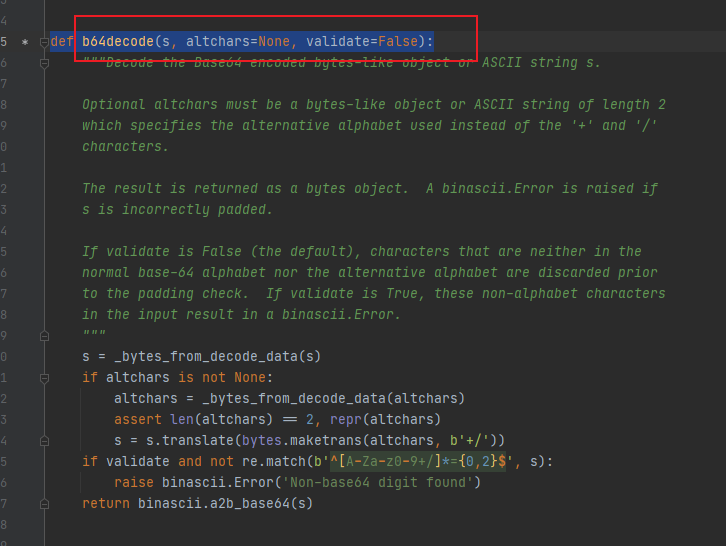 4
5 * def b64decode(s, altchars=None, validate=False):
6 """Decode the Base64 encoded bytes-like object or ASCII string s.
7
8 Optional altchars must be a bytes-like object or ASCII string of length 2
9 which specifies the alternative alphabet used instead of the '+' and '/'
0 characters.
1
2 The result is returned as a bytes object.  A binascii.Error is raised if
3 s is incorrectly padded.
4
5 If validate is False (the default), characters that are neither in the
6 normal base-64 alphabet nor the alternative alphabet are discarded prior
7 to the padding check.  If validate is True, these non-alphabet characters
8 in the input result in a binascii.Error.
9 """
0 s = _bytes_from_decode_data(s)
1 if altchars is not None:
2 altchars = _bytes_from_decode_data(altchars)
3 assert len(altchars) == 2, repr(altchars)
4 s = s.translate(bytes.maketrans(altchars, b'+/'))
5 if validate and not re.match(b'^[A-Za-z0-9+/]*={0,2}$', s):
6 raise binascii.Error('Non-base64 digit found')
7 return binascii.a2b_base64(s)
8